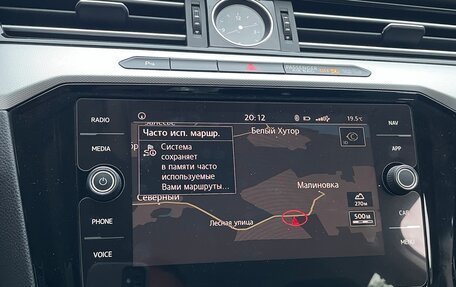 P
PASSENGER
RADIO
MEDIA
PHONE
VOICE
20:12
19.5°C
Часто исп. маршр.
Система
сохраняет
в памяти часто
используемые
Вами маршруты...
Белый Хутор
Малиновка
Северный
Лесная улица
270м
500м
NAV
APP
CAR
MENU